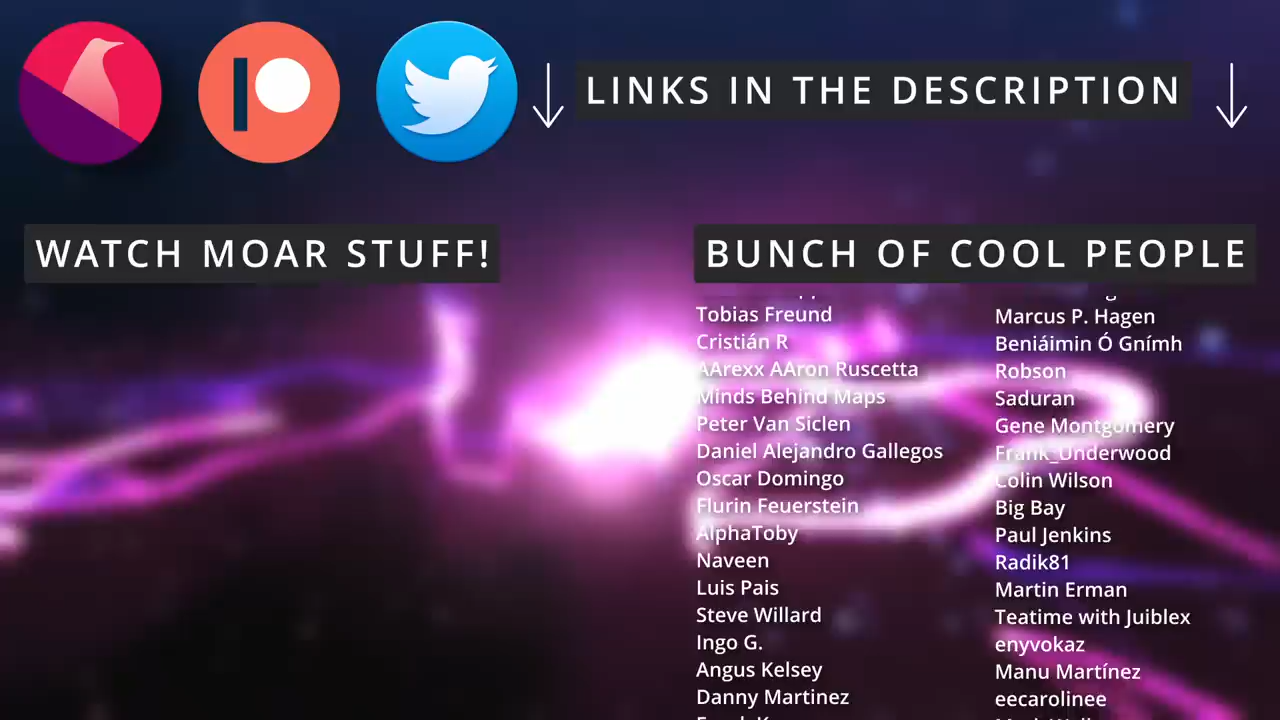 LINKS IN THE DESCRIPTION
WATCH MOAR STUFF!
BUNCH OF COOL PEOPLE
Tobias Freund
Cristián R
AArexx AAron Ruscetta
Minds Behind Maps
Peter Van Siclen
Daniel Alejandro Gallegos
Oscar Domingo
Flurin Feuerstein
AlphaToby
Naveen
Luis Pais
Steve Willard
Ingo G.
Angus Kelsey
Danny Martinez
Marcus P. Hagen
Beniáimin Ó Gnímh
Robson
Saduran
Gene Montgomery
Frank_Underwood
Colin Wilson
Big Bay
Paul Jenkins
Radik81
Martin Erman
Teatime with Juiblex
enyvokaz
Manu Martínez
eecarolinee